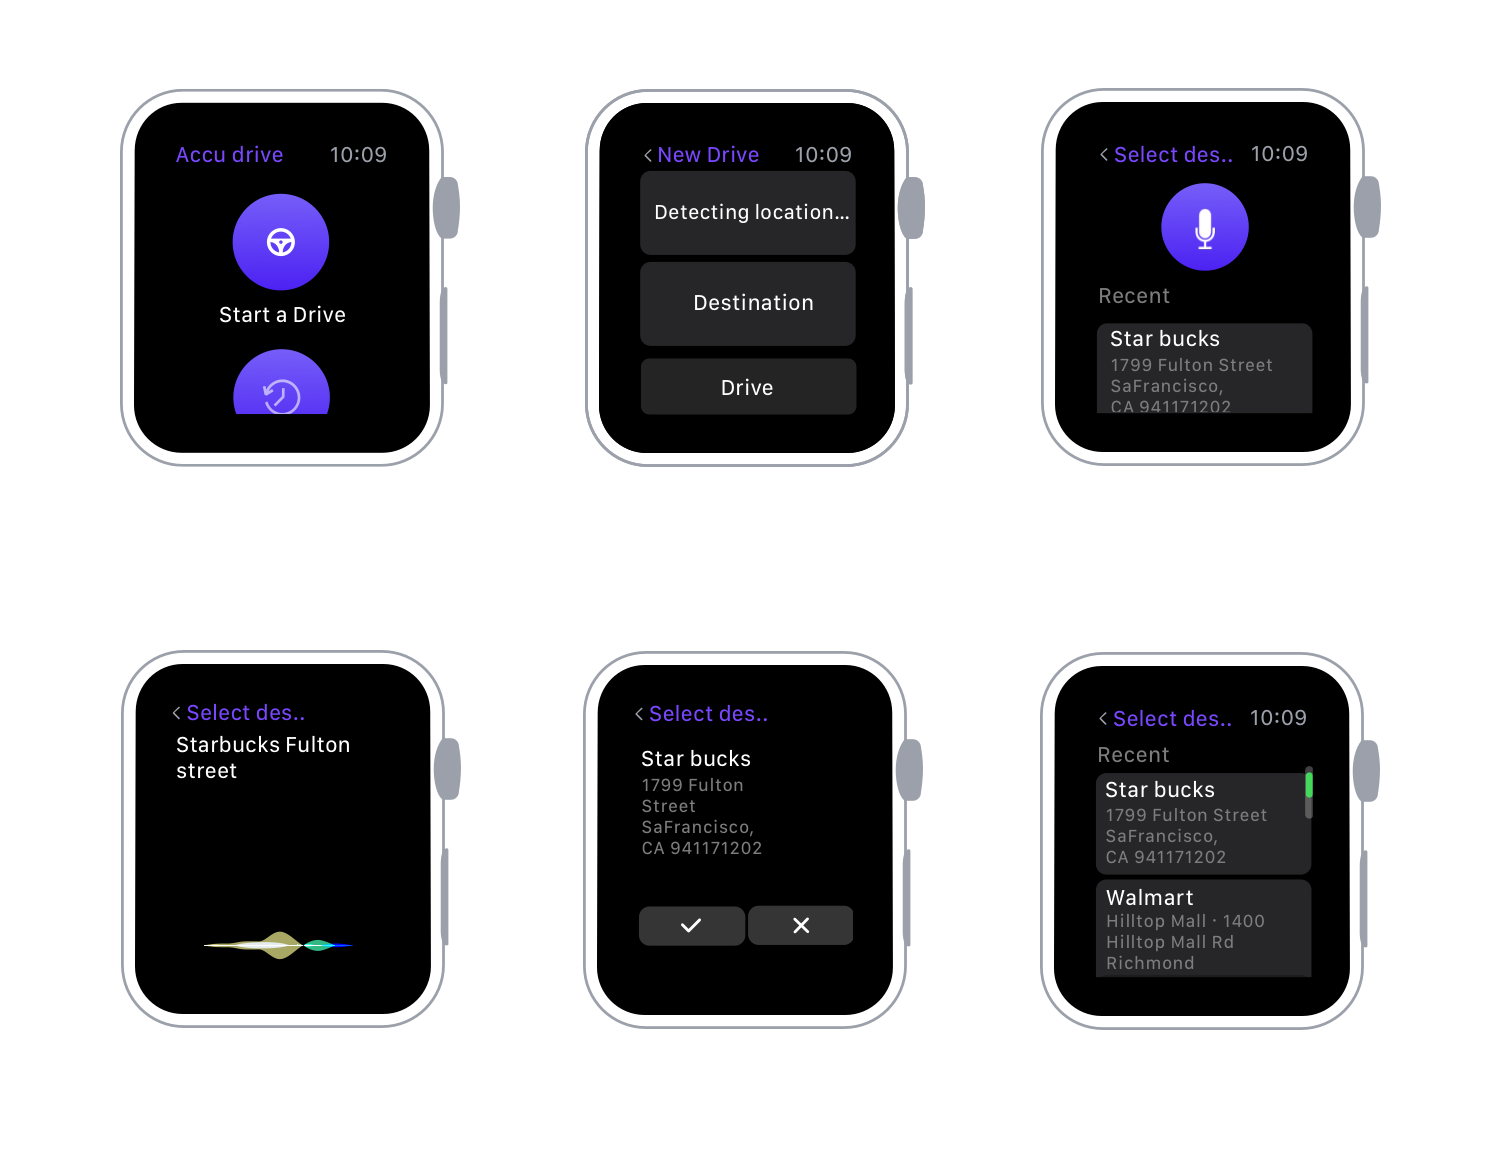 Accu drive 10:09
Start a Drive
New Drive 10:09
Detecting location...
Destination
Drive
Select des.. 10:09
Recent
Star bucks
1799 Fulton Street
SaFrancisco,
CA 941171202
Select des..
Starbucks Fulton
street
Select des..
Star bucks
1799 Fulton
Street
SaFrancisco,
CA 941171202
Select des.. 10:09
Recent
Star bucks
1799 Fulton Street
SaFrancisco,
CA 941171202
Walmart
Hilltop Mall · 1400
Hilltop Mall Rd
Richmond